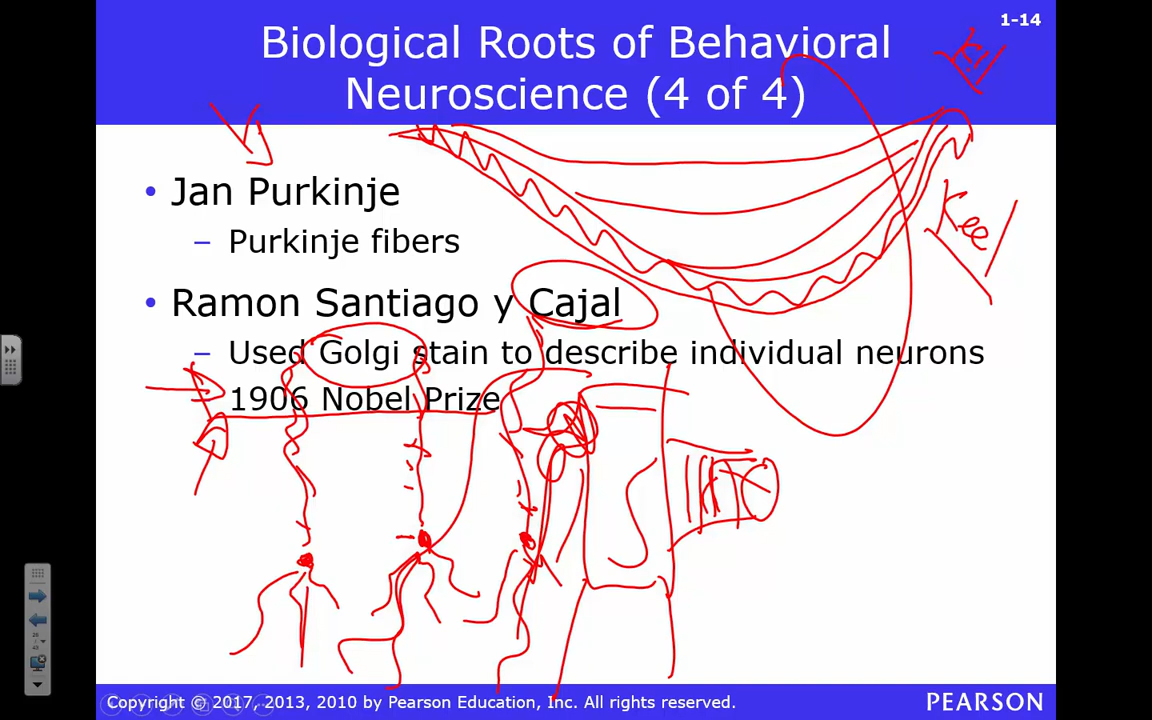 1-14
Biological Roots of Behavioral
Neuroscience (4 of 4)
• Jan Purkinje
– Purkinje fibers
Keel
• Ramon Santiago y Cajal
– Used Golgi stain to describe individual neurons
1906 Nobel Prize
Copyright © 2017, 2013, 2010 by Pearson Education, Inc. All rights reserved.
PEARSON